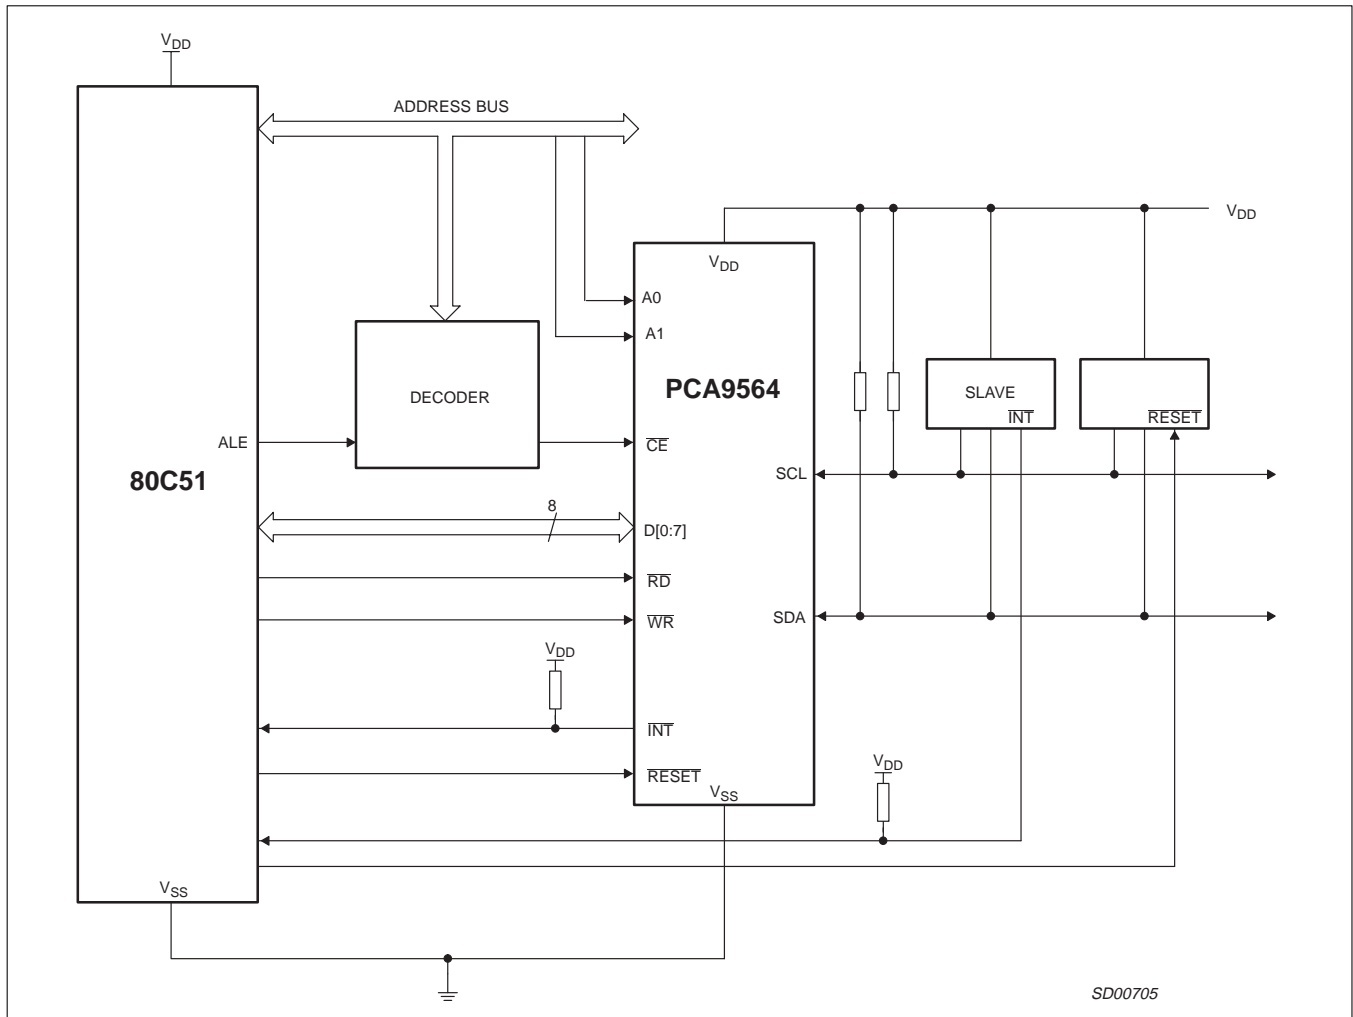 VDD
ADDRESS BUS
VDD
VDD
A0
A1
PCA9564
DECODER
SLAVE
INT
RESET
ALE
CE
80C51
SCL
8
D[0:7]
RD
WR
SDA
VDD
INT
RESET
VDD
VSS
VSS
SD00705